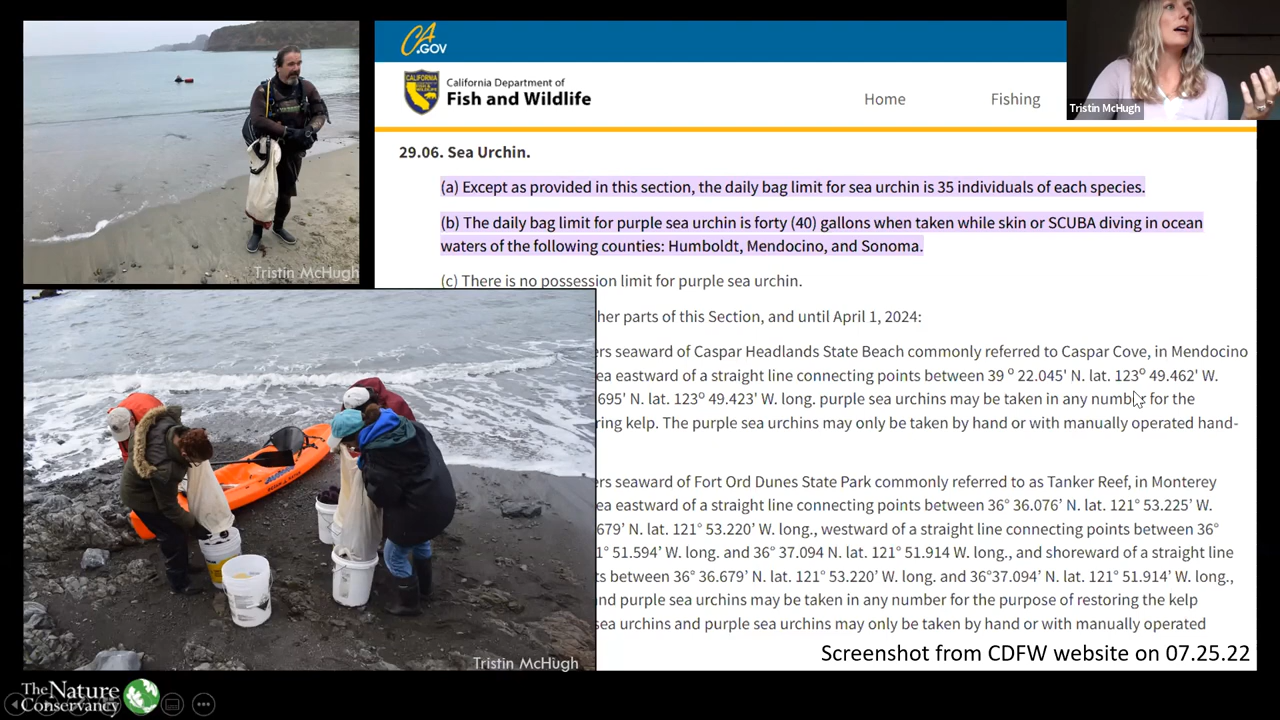 CA
.GOV
California Department of
Fish and Wildlife
Home
Fishing
Tristin McHugh
29.06. Sea Urchin.
(a) Except as provided in this section, the daily bag limit for sea urchin is 35 individuals of each species.
(b) The daily bag limit for purple sea urchin is forty (40) gallons when taken while skin or SCUBA diving in ocean
waters of the following counties: Humboldt, Mendocino, and Sonoma.
(c) There is no possession limit for purple sea urchin.
her parts of this Section, and until April 1, 2024:
ers seaward of Caspar Headlands State Beach commonly referred to Caspar Cove, in Mendocino
ea eastward of a straight line connecting points between 39 º 22.045' N. lat. 123º 49.462' W.
695' N. lat. 123º 49.423' W. long. purple sea urchins may be taken in any number for the
ring kelp. The purple sea urchins may only be taken by hand or with manually operated hand-
ers seaward of Fort Ord Dunes State Park commonly referred to as Tanker Reef, in Monterey
ea eastward of a straight line connecting points between 36° 36.076’ N. lat. 121° 53.225’ W.
679’ N. lat. 121° 53.220’ W. long., westward of a straight line connecting points between 36°
1° 51.594’ W. long. and 36° 37.094 N. lat. 121° 51.914 W. long., and shoreward of a straight line
ts between 36° 36.679’ N. lat. 121° 53.220’ W. long. and 36°37.094’ N. lat. 121° 51.914’ W. long.,
nd purple sea urchins may be taken in any number for the purpose of restoring the kelp
sea urchins and purple sea urchins may only be taken by hand or with manually operated
Screenshot from CDFW website on 07.25.22
Tristin McHugh
Tristin McHugh
The Nature
Conservancy